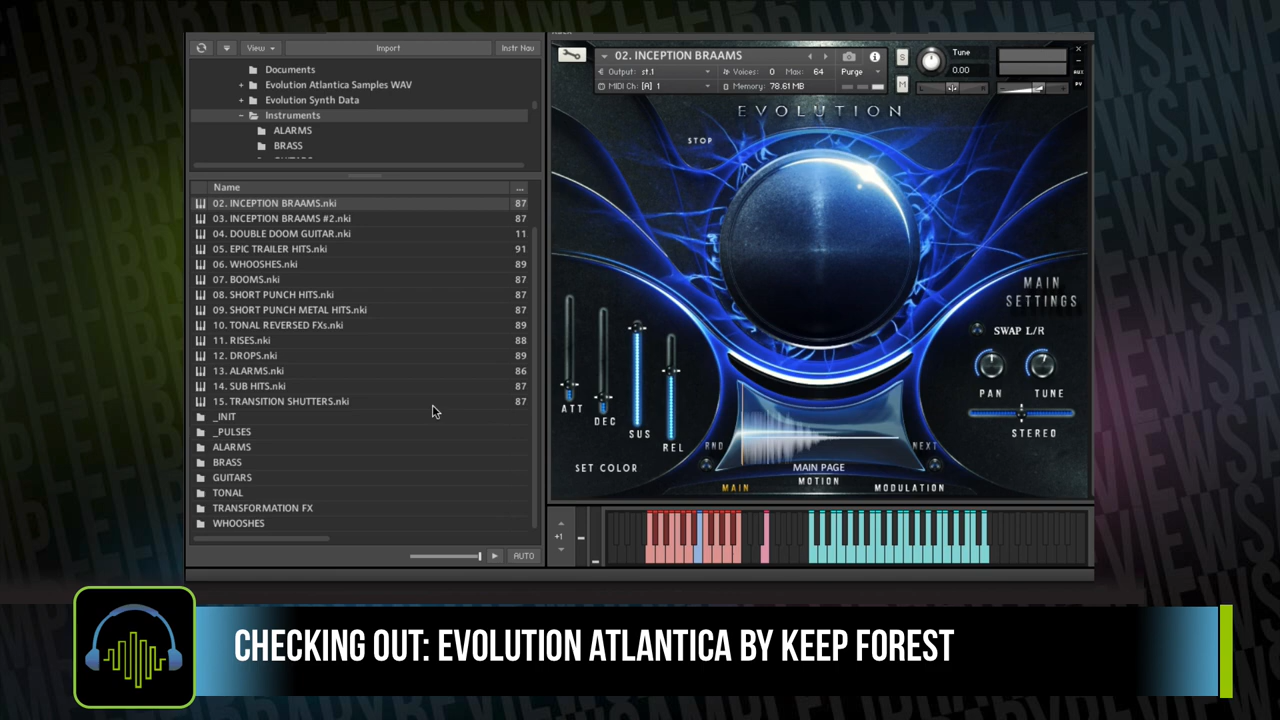 View
Import
Instr Nav
Documents
Evolution Atlantica Samples WAV
Evolution Synth Data
Instruments
ALARMS
BRASS
Name
...
02. INCEPTION BRAAMS.nki 87
03. INCEPTION BRAAMS #2.nki 87
04. DOUBLE DOOM GUITAR.nki 11
05. EPIC TRAILER HITS.nki 91
06. WHOOSHES.nki 89
07. BOOMS.nki 87
08. SHORT PUNCH HITS.nki 87
09. SHORT PUNCH METAL HITS.nki 87
10. TONAL REVERSED FXs.nki 89
11. RISES.nki 88
12. DROPS.nki 89
13. ALARMS.nki 86
14. SUB HITS.nki 87
15. TRANSITION SHUTTERS.nki 87
_INIT
_PULSES
ALARMS
BRASS
GUITARS
TONAL
TRANSFORMATION FX
WHOOSHES
AUTO
02. INCEPTION BRAAMS
Output: st.1
Voices: 0 Max: 64
Purge
MIDI Ch: [A] 1
Memory: 78.61 MB
S
M
Tune
0.00
L R
AUX
PV
EVOLUTION
STOP
MAIN
SETTINGS
SWAP L/R
PAN
TUNE
STEREO
ATT
DEC
SUS
REL
SET COLOR
RND
NEXT
MAIN PAGE
MAIN
MOTION
MODULATION
+1
CHECKING OUT: EVOLUTION ATLANTICA BY KEEP FOREST